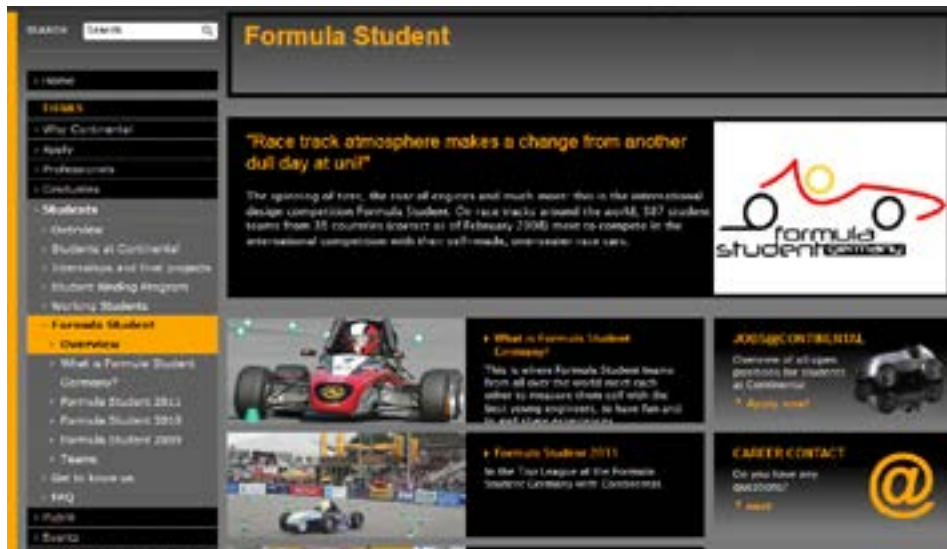 SEARCH
Search
Formula Student
Home
THEMES
Why Continental
Apply
Professionals
Graduates
Students
Overview
Students at Continental
Internships and final projects
Student Binding Program
Working Students
Formula Student
Overview
What is Formula Student
Germany?
Formula Student 2011
Formula Student 2010
Formula Student 2009
Teams
Get to know us
FAQ
Pupils
Events
"Race track atmosphere makes a change from another
dull day at uni!"
The spinning of tires, the roar of engines and much more: this is the international
design competition Formula Student. On race tracks around the world, 387 student
teams from 35 countries (correct as of February 2008) meet to compete in the
international competition with their self-made, one-seater race cars.
formula
student germany
What is Formula Student
Germany?
This is where Formula Student teams
from all over the world meet each
other to measure them self with the
best young engineers, to have fun and
Formula Student 2011
In the Top League at the Formula
Student Germany with Continental.
JOBS@CONTINENTAL
Overview of all open
positions for students
at Continental
Apply now!
CAREER CONTACT
Do you have any
questions?
@